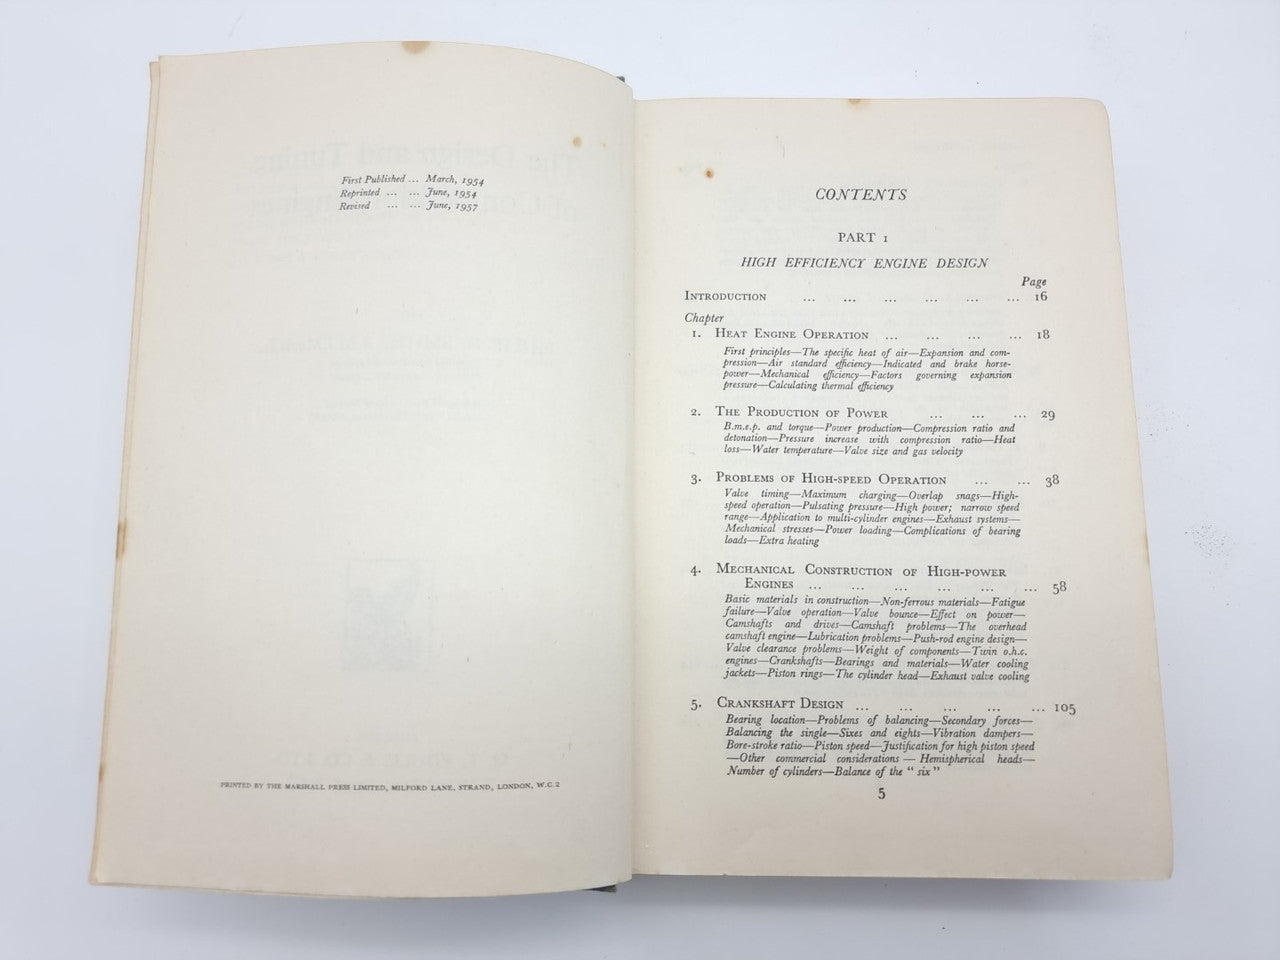 First Published ... March, 1954
Reprinted ... ... June, 1954
Revised ... ... June, 1957
PRINTED BY THE MARSHALL PRESS LIMITED, MILFORD LANE, STRAND, LONDON, W.C.2
CONTENTS
PART 1
HIGH EFFICIENCY ENGINE DESIGN
Page
INTRODUCTION ... ... ... ... ... ... 16
Chapter
1. HEAT ENGINE OPERATION ... ... ... ... 18
First principles—The specific heat of air—Expansion and com-
pression—Air standard efficiency—Indicated and brake horse-
power—Mechanical efficiency—Factors governing expansion
pressure—Calculating thermal efficiency
2. THE PRODUCTION OF POWER ... ... ... 29
B.m.e.p. and torque—Power production—Compression ratio and
detonation—Pressure increase with compression ratio—Heat
loss—Water temperature—Valve size and gas velocity
3. PROBLEMS OF HIGH-SPEED OPERATION ... ... 38
Valve timing—Maximum charging—Overlap snags—High-
speed operation—Pulsating pressure—High power; narrow speed
range—Application to multi-cylinder engines—Exhaust systems—
Mechanical stresses—Power loading—Complications of bearing
loads—Extra heating
4. MECHANICAL CONSTRUCTION OF HIGH-POWER
ENGINES ... ... ... ... ... ... 58
Basic materials in construction—Non-ferrous materials—Fatigue
failure—Valve operation—Valve bounce—Effect on power—
Camshafts and drives—Camshaft problems—The overhead
camshaft engine—Lubrication problems—Push-rod engine design—
Valve clearance problems—Weight of components—Twin o.h.c.
engines—Crankshafts—Bearings and materials—Water cooling
jackets—Piston rings—The cylinder head—Exhaust valve cooling
5. CRANKSHAFT DESIGN ... ... ... ... ... 105
Bearing location—Problems of balancing—Secondary forces—
Balancing the single—Sixes and eights—Vibration dampers—
Bore-stroke ratio—Piston speed—Justification for high piston speed
—Other commercial considerations — Hemispherical heads—
Number of cylinders—Balance of the " six "
5